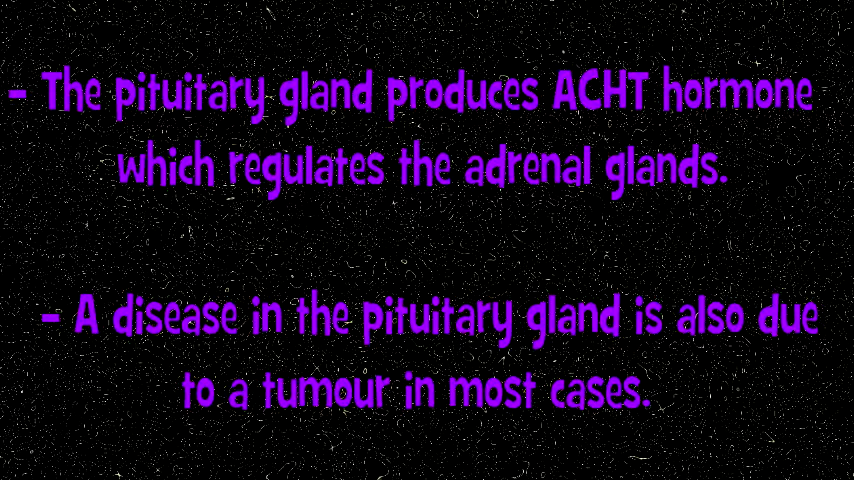 - The pituitary gland produces ACHT hormone
which regulates the adrenal glands.
- A disease in the pituitary gland is also due
to a tumour in most cases.